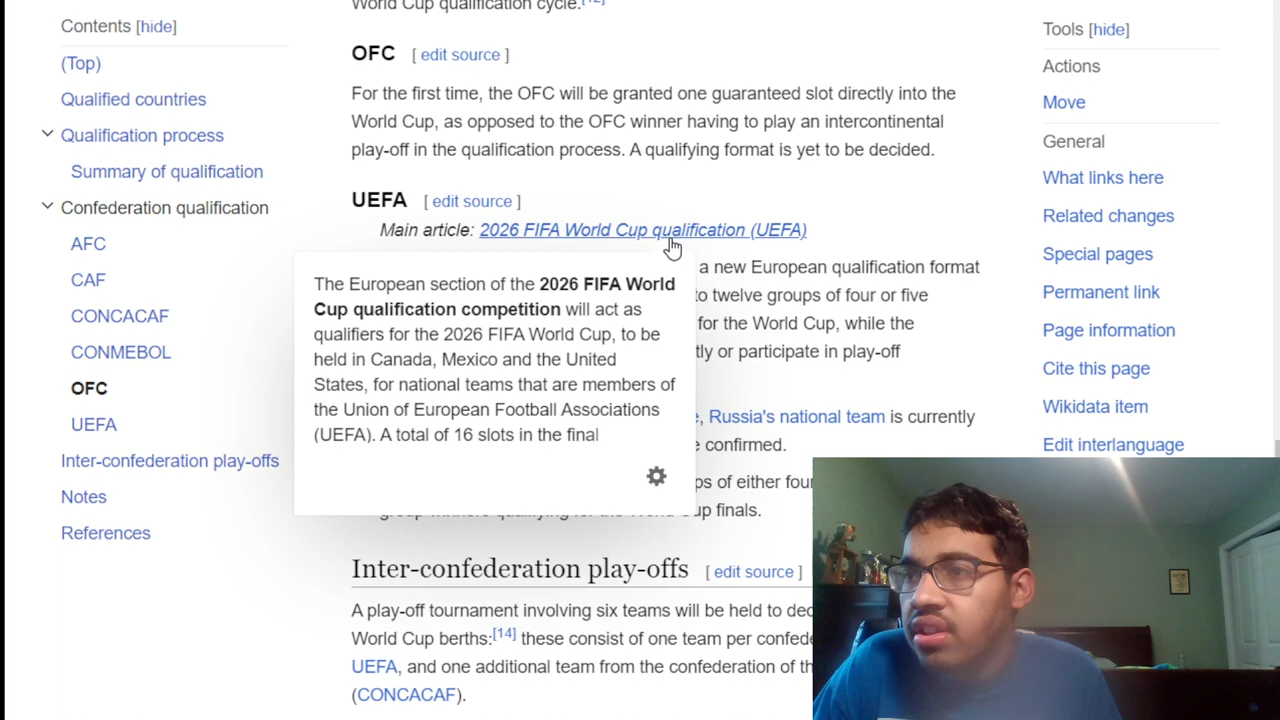 Contents [hide]
(Top)
Qualified countries
Qualification process
Summary of qualification
Confederation qualification
AFC
CAF
CONCACAF
CONMEBOL
OFC
UEFA
Inter-confederation play-offs
Notes
References
World Cup qualification cycle.[12]
OFC [ edit source ]
For the first time, the OFC will be granted one guaranteed slot directly into the
World Cup, as opposed to the OFC winner having to play an intercontinental
play-off in the qualification process. A qualifying format is yet to be decided.
UEFA [ edit source ]
Main article: 2026 FIFA World Cup qualification (UEFA)
a new European qualification format
to twelve groups of four or five
for the World Cup, while the
or participate in play-off
, Russia's national team is currently
confirmed.
of either four
group winners qualifying for the World Cup finals.
The European section of the 2026 FIFA World
Cup qualification competition will act as
qualifiers for the 2026 FIFA World Cup, to be
held in Canada, Mexico and the United
States, for national teams that are members of
the Union of European Football Associations
(UEFA). A total of 16 slots in the final
Inter-confederation play-offs [ edit source ]
A play-off tournament involving six teams will be held to
World Cup berths:[14] these consist of one team per
UEFA, and one additional team from the confederation of
(CONCACAF).
Tools [hide]
Actions
Move
General
What links here
Related changes
Special pages
Permanent link
Page information
Cite this page
Wikidata item
Edit interlanguage